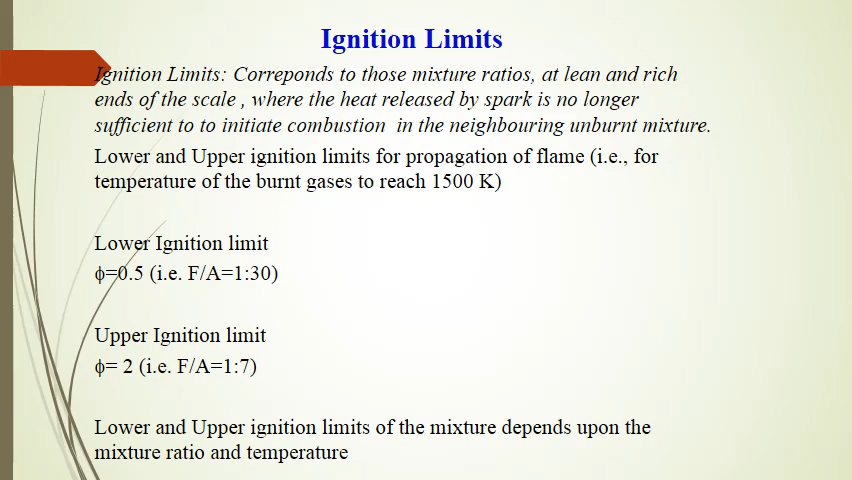 Ignition Limits
Ignition Limits: Correponds to those mixture ratios, at lean and rich
ends of the scale , where the heat released by spark is no longer
sufficient to to initiate combustion in the neighbouring unburnt mixture.
Lower and Upper ignition limits for propagation of flame (i.e., for
temperature of the burnt gases to reach 1500 K)
Lower Ignition limit
ϕ=0.5 (i.e. F/A=1:30)
Upper Ignition limit
ϕ= 2 (i.e. F/A=1:7)
Lower and Upper ignition limits of the mixture depends upon the
mixture ratio and temperature